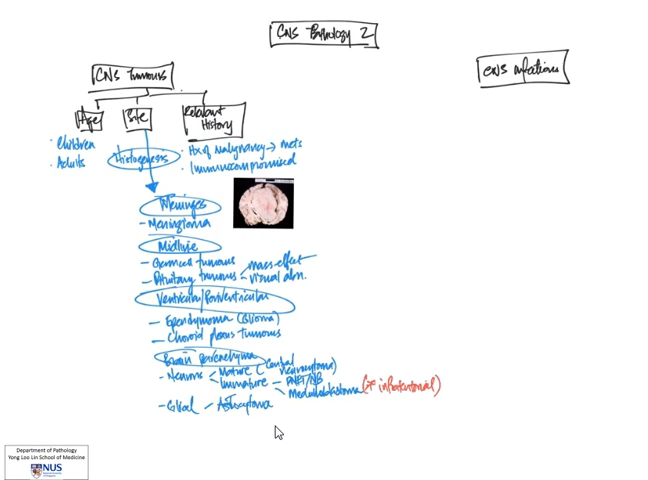 CNS Pathology 2
CNS tumours
CNS infections
Age
Site
Relevant History
· Children
· Adults
Histogenesis
· Hx of malignancy → mets
· Immunocompromised
Meninges
- Meningioma
Midline
- Germ cell tumours
- Pituitary tumours
mass effect
visual abn.
Ventricular/Periventricular
- Ependymoma (Glioma)
- Choroid plexus tumours
Brain parenchyma
- Neurons
Mature (Central neurocytoma)
Immature
PNET/NB
Medulloblastoma (if infratentorial)
- Glial - Astrocytoma
Department of Pathology
Yong Loo Lin School of Medicine
NUS